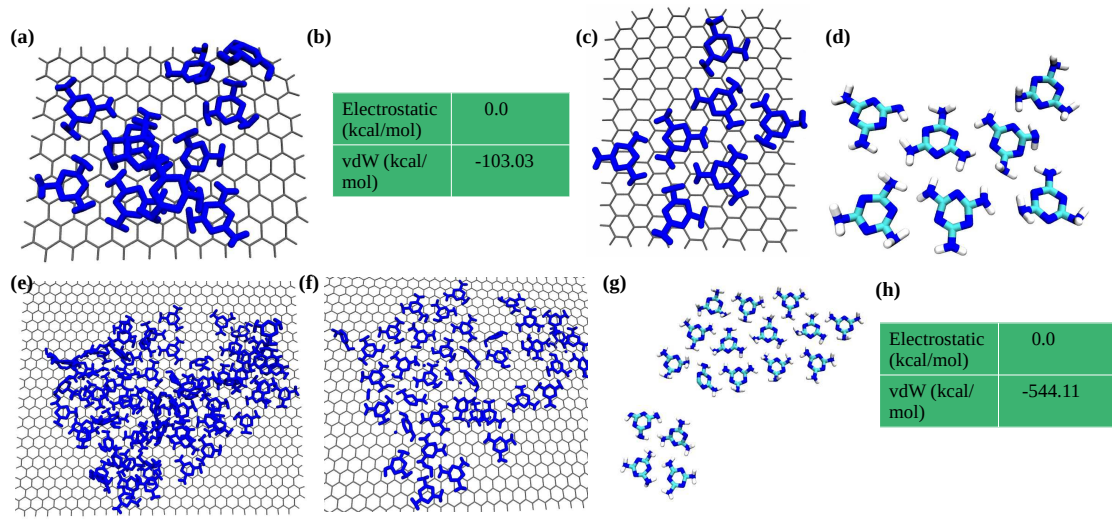 (a)
(b)
Electrostatic
(kcal/mol)
0.0
vdW (kcal/
mol)
-103.03
(c)
(d)
(e)
(f)
(g)
(h)
Electrostatic
(kcal/mol)
0.0
vdW (kcal/
mol)
-544.11